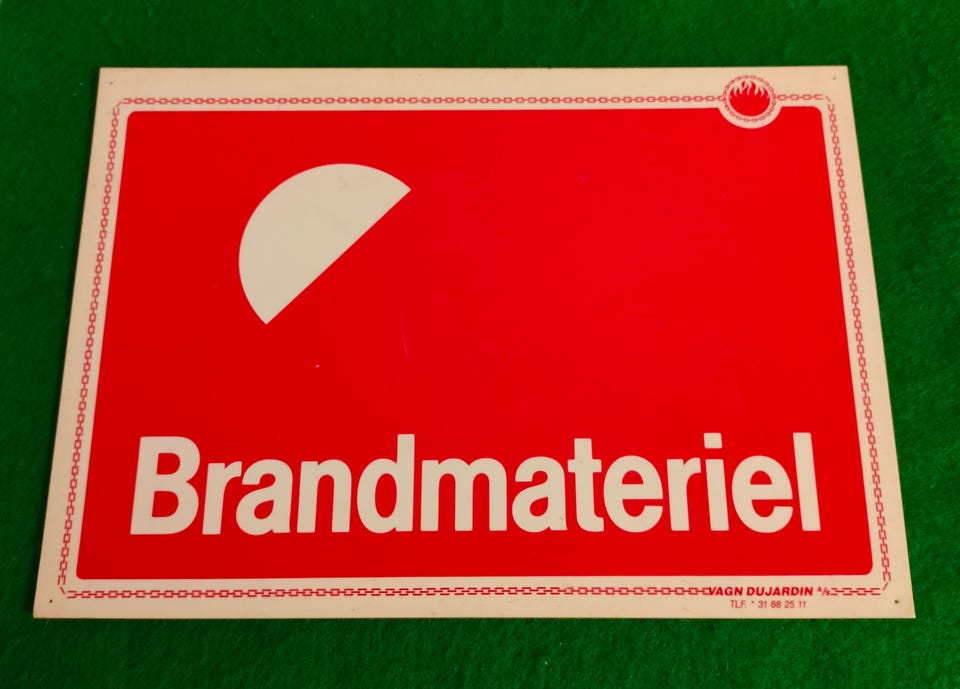 Brandmateriel
VAGN DUJARDIN A/S
TLF. * 31 68 25 11